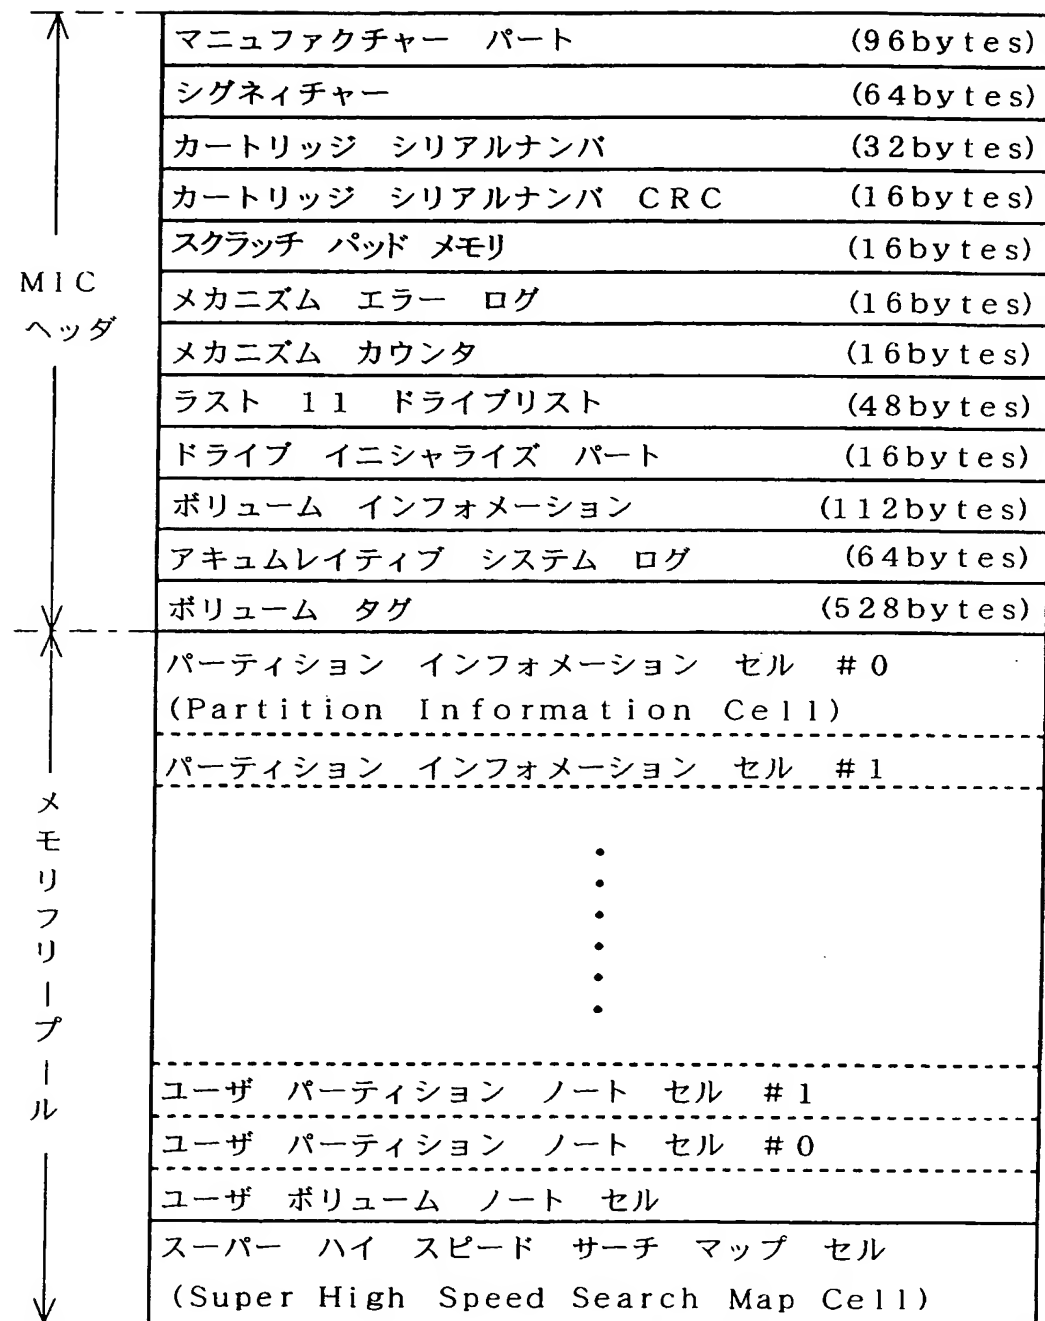 マニュファクチャー パート (96bytes)
シグネィチャー (64bytes)
カートリッジ シリアルナンバ (32bytes)
カートリッジ シリアルナンバ CRC (16bytes)
スクラッチ パッド メモリ (16bytes)
MIC
ヘッダ
メカニズム エラー ログ (16bytes)
メカニズム カウンタ (16bytes)
ラスト 11 ドライブリスト (48bytes)
ドライブ イニシャライズ パート (16bytes)
ボリューム インフォメーション (112bytes)
アキュムレイティブ システム ログ (64bytes)
ボリューム タグ (528bytes)
パーティション インフォメーション セル #0
(Partition Information Cell)
パーティション インフォメーション セル #1
メモリフリープール
ユーザ パーティション ノート セル #1
ユーザ パーティション ノート セル #0
ユーザ ボリューム ノート セル
スーパー ハイ スピード サーチ マップ セル
(Super High Speed Search Map Cell)